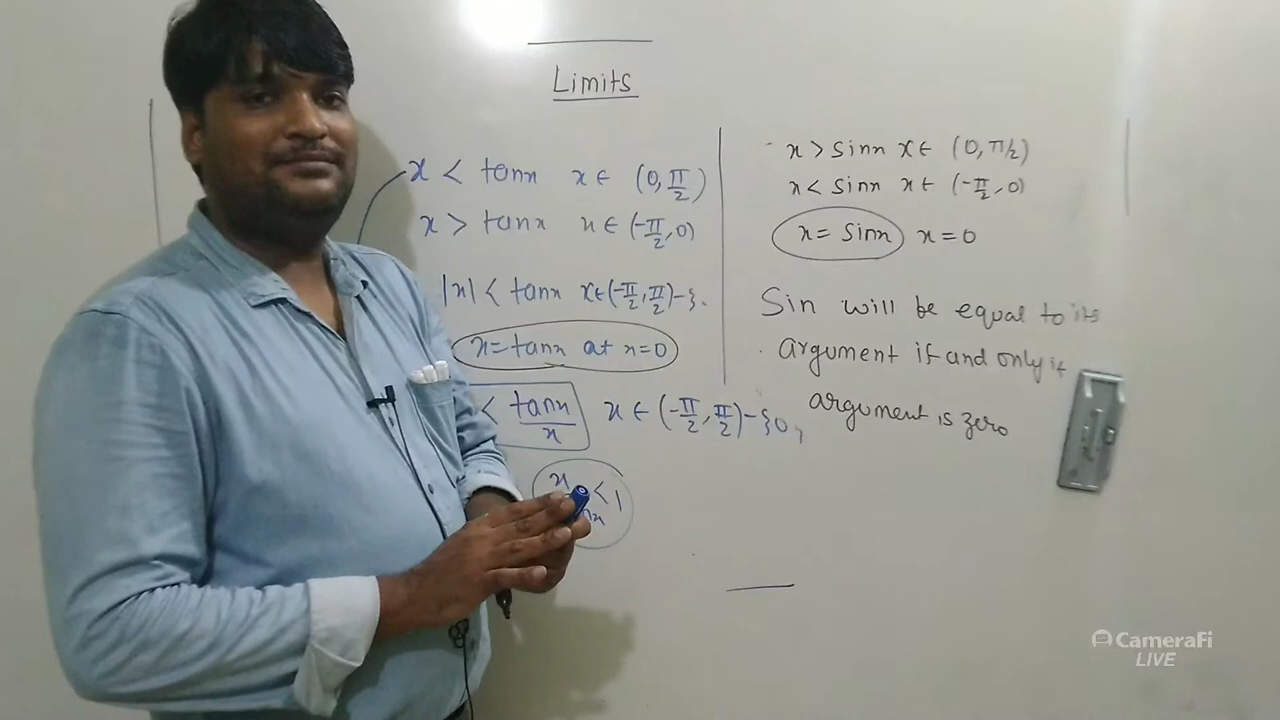 Limits
x < tanx x ∈ (0, π/2)
x > tanx x ∈ (-π/2, 0)
|x| < tanx x∈(-π/2, π/2)-{
x=tanx at x=0
< tanx/x x ∈ (-π/2, π/2)-{0}
x < 1
x > sinx x ∈ (0, π/2)
x < sinx x ∈ (-π/2, 0)
x = sinx x=0
Sin will be equal to its
argument if and only if
argument is zero
CameraFi
LIVE